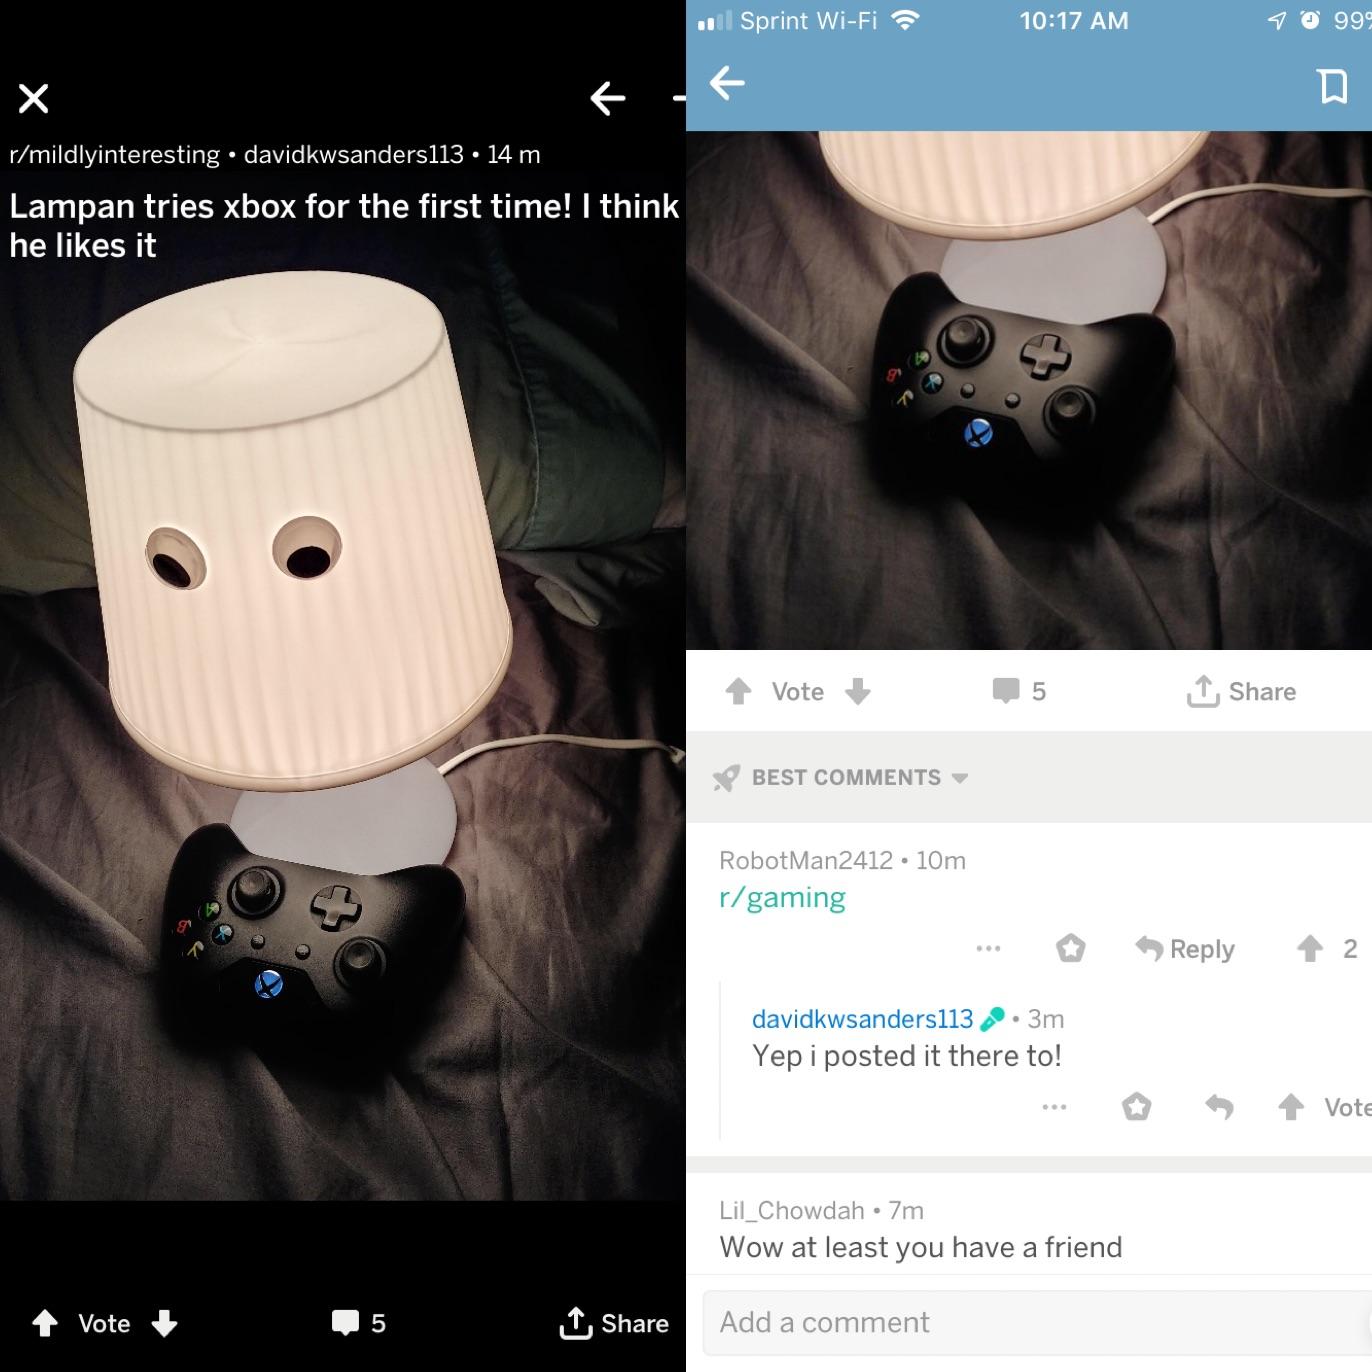 r/mildlyinteresting • davidkwsanders113 • 14 m
Lampan tries xbox for the first time! I think
he likes it
A
B
X
Y
Vote
5
Share
Sprint Wi-Fi
10:17 AM
99%
A
B
X
Y
Vote
5
Share
BEST COMMENTS
RobotMan2412 • 10m
r/gaming
Reply
2
davidkwsanders113 • 3m
Yep i posted it there to!
Vote
Lil_Chowdah • 7m
Wow at least you have a friend
Add a comment